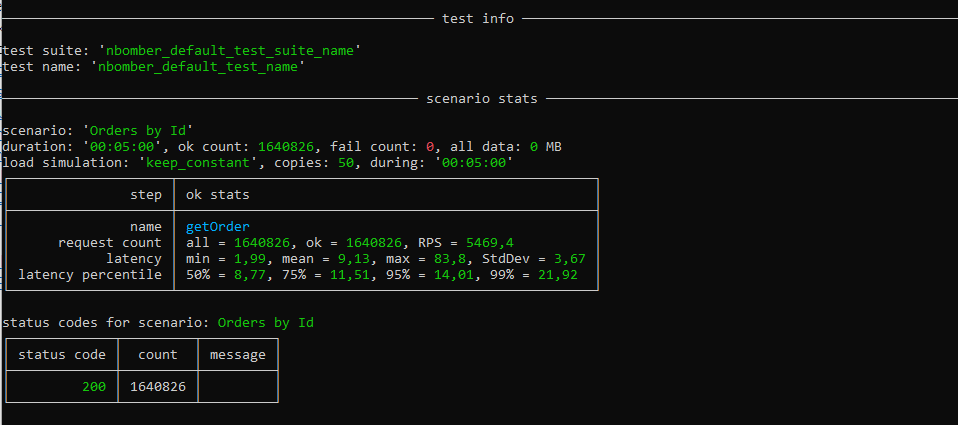 test info
test suite: 'nbomber_default_test_suite_name'
test name: 'nbomber_default_test_name'
scenario stats
scenario: 'Orders by Id'
duration: '00:05:00', ok count: 1640826, fail count: 0, all data: 0 MB
load simulation: 'keep_constant', copies: 50, during: '00:05:00'
step ok stats
name getOrder
request count all = 1640826, ok = 1640826, RPS = 5469,4
latency min = 1,99, mean = 9,13, max = 83,8, StdDev = 3,67
latency percentile 50% = 8,77, 75% = 11,51, 95% = 14,01, 99% = 21,92
status codes for scenario: Orders by Id
status code count message
200 1640826